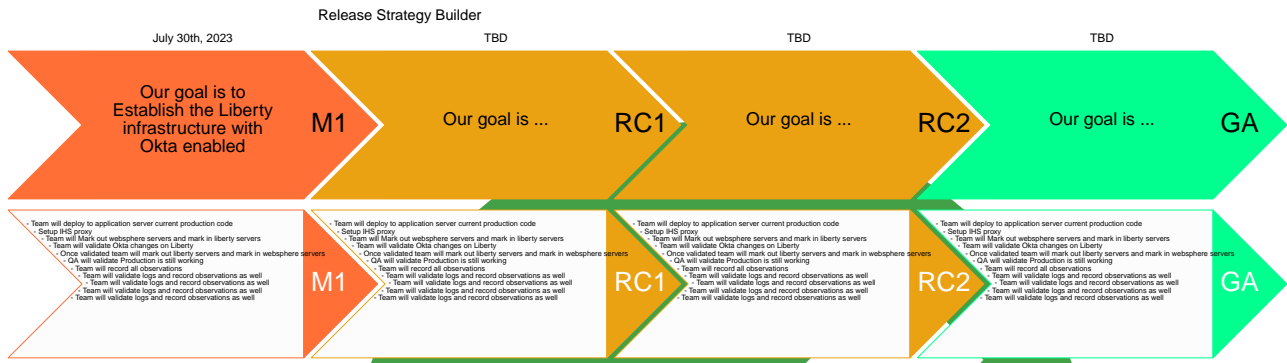 Release Strategy Builder
July 30th, 2023
TBD
TBD
TBD
Our goal is to
Establish the Liberty
infrastructure with
Okta enabled
M1
Our goal is ...
RC1
Our goal is ...
RC2
Our goal is ...
GA
- Team will deploy to application server current production code
- Setup IHS proxy
- Team will Mark out websphere servers and mark in liberty servers
- Team will validate Okta changes on Liberty
- Once validated team will mark out liberty servers and mark in websphere servers
- QA will validate Production is still working
- Team will record all observations
- Team will validate logs and record observations as well
- Team will validate logs and record observations as well
- Team will validate logs and record observations as well
- Team will validate logs and record observations as well
M1
- Team will deploy to application server current production code
- Setup IHS proxy
- Team will Mark out websphere servers and mark in liberty servers
- Team will validate Okta changes on Liberty
- Once validated team will mark out liberty servers and mark in websphere servers
- QA will validate Production is still working
- Team will record all observations
- Team will validate logs and record observations as well
- Team will validate logs and record observations as well
- Team will validate logs and record observations as well
- Team will validate logs and record observations as well
RC1
- Team will deploy to application server current production code
- Setup IHS proxy
- Team will Mark out websphere servers and mark in liberty servers
- Team will validate Okta changes on Liberty
- Once validated team will mark out liberty servers and mark in websphere servers
- QA will validate Production is still working
- Team will record all observations
- Team will validate logs and record observations as well
- Team will validate logs and record observations as well
- Team will validate logs and record observations as well
- Team will validate logs and record observations as well
RC2
- Team will deploy to application server current production code
- Setup IHS proxy
- Team will Mark out websphere servers and mark in liberty servers
- Team will validate Okta changes on Liberty
- Once validated team will mark out liberty servers and mark in websphere servers
- QA will validate Production is still working
- Team will record all observations
- Team will validate logs and record observations as well
- Team will validate logs and record observations as well
- Team will validate logs and record observations as well
- Team will validate logs and record observations as well
GA